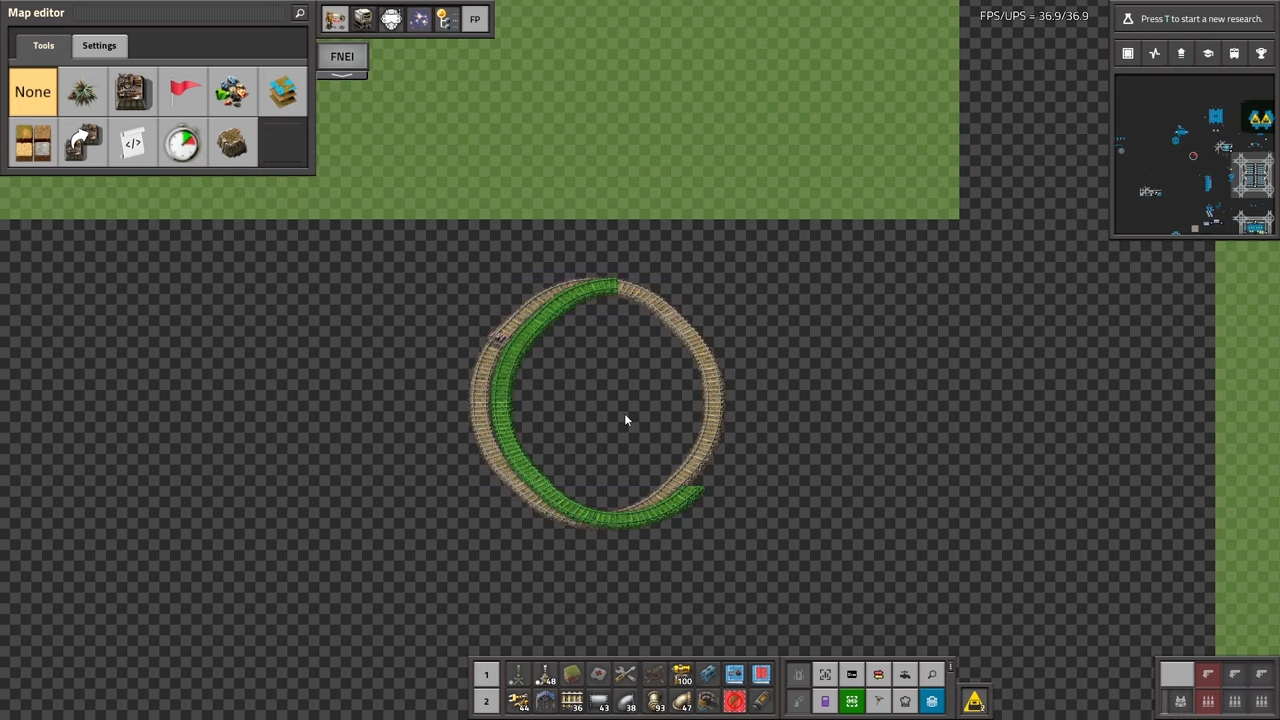 Map editor
FP
FPS/UPS = 36.9/36.9
Press T to start a new research.
Tools
Settings
FNEI
None
</>
1
48
100
2
44
36
43
38
93
47
2